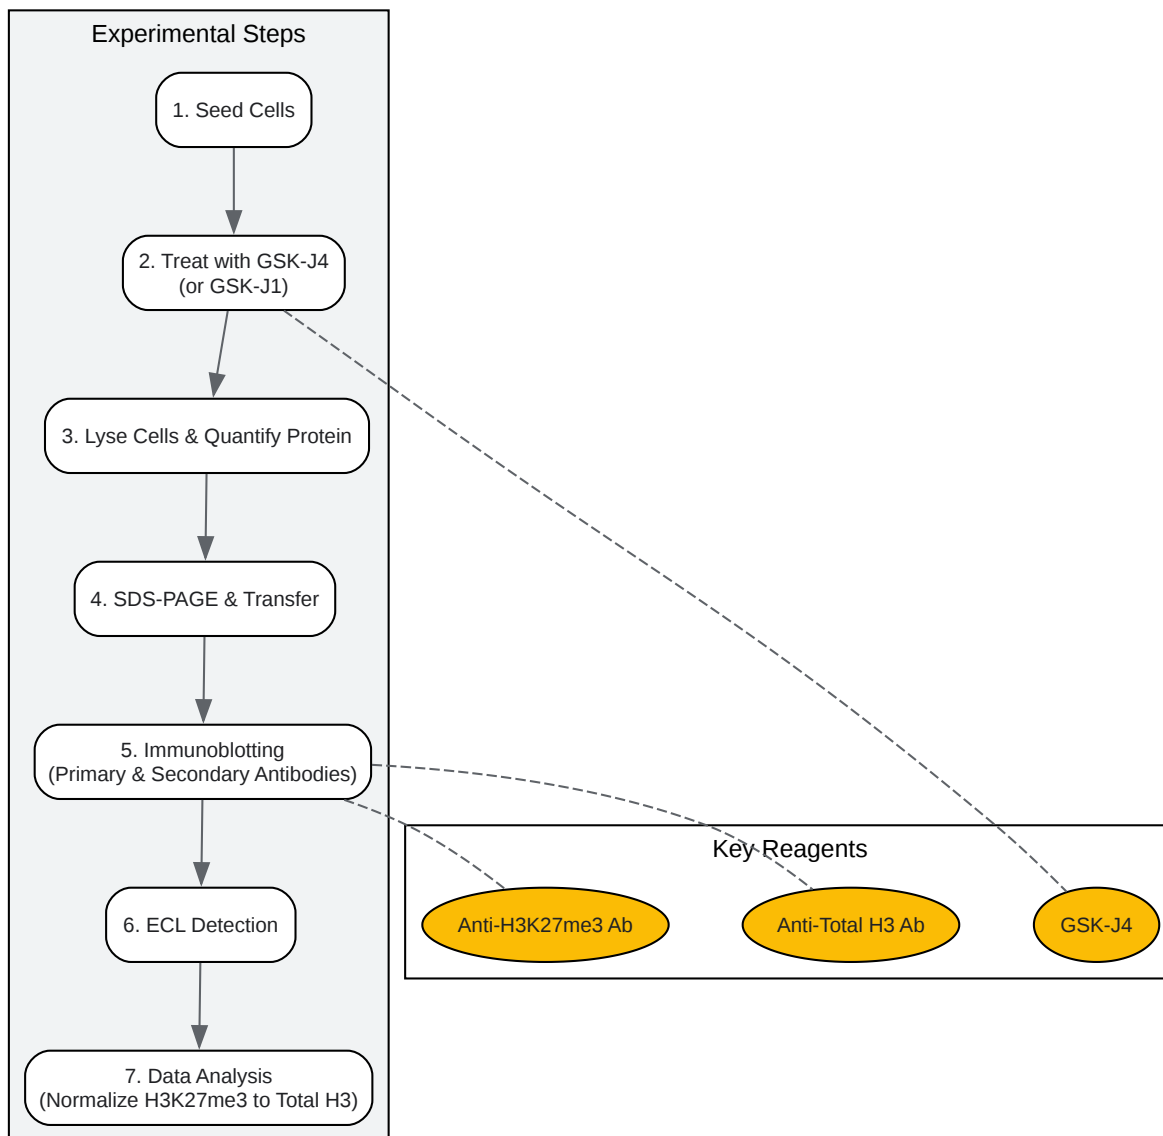 Experimental Steps
1. Seed Cells
2. Treat with GSK-J4
(or GSK-J1)
3. Lyse Cells & Quantify Protein
4. SDS-PAGE & Transfer
5. Immunoblotting
(Primary & Secondary Antibodies)
6. ECL Detection
7. Data Analysis
(Normalize H3K27me3 to Total H3)
Key Reagents
Anti-H3K27me3 Ab
Anti-Total H3 Ab
GSK-J4